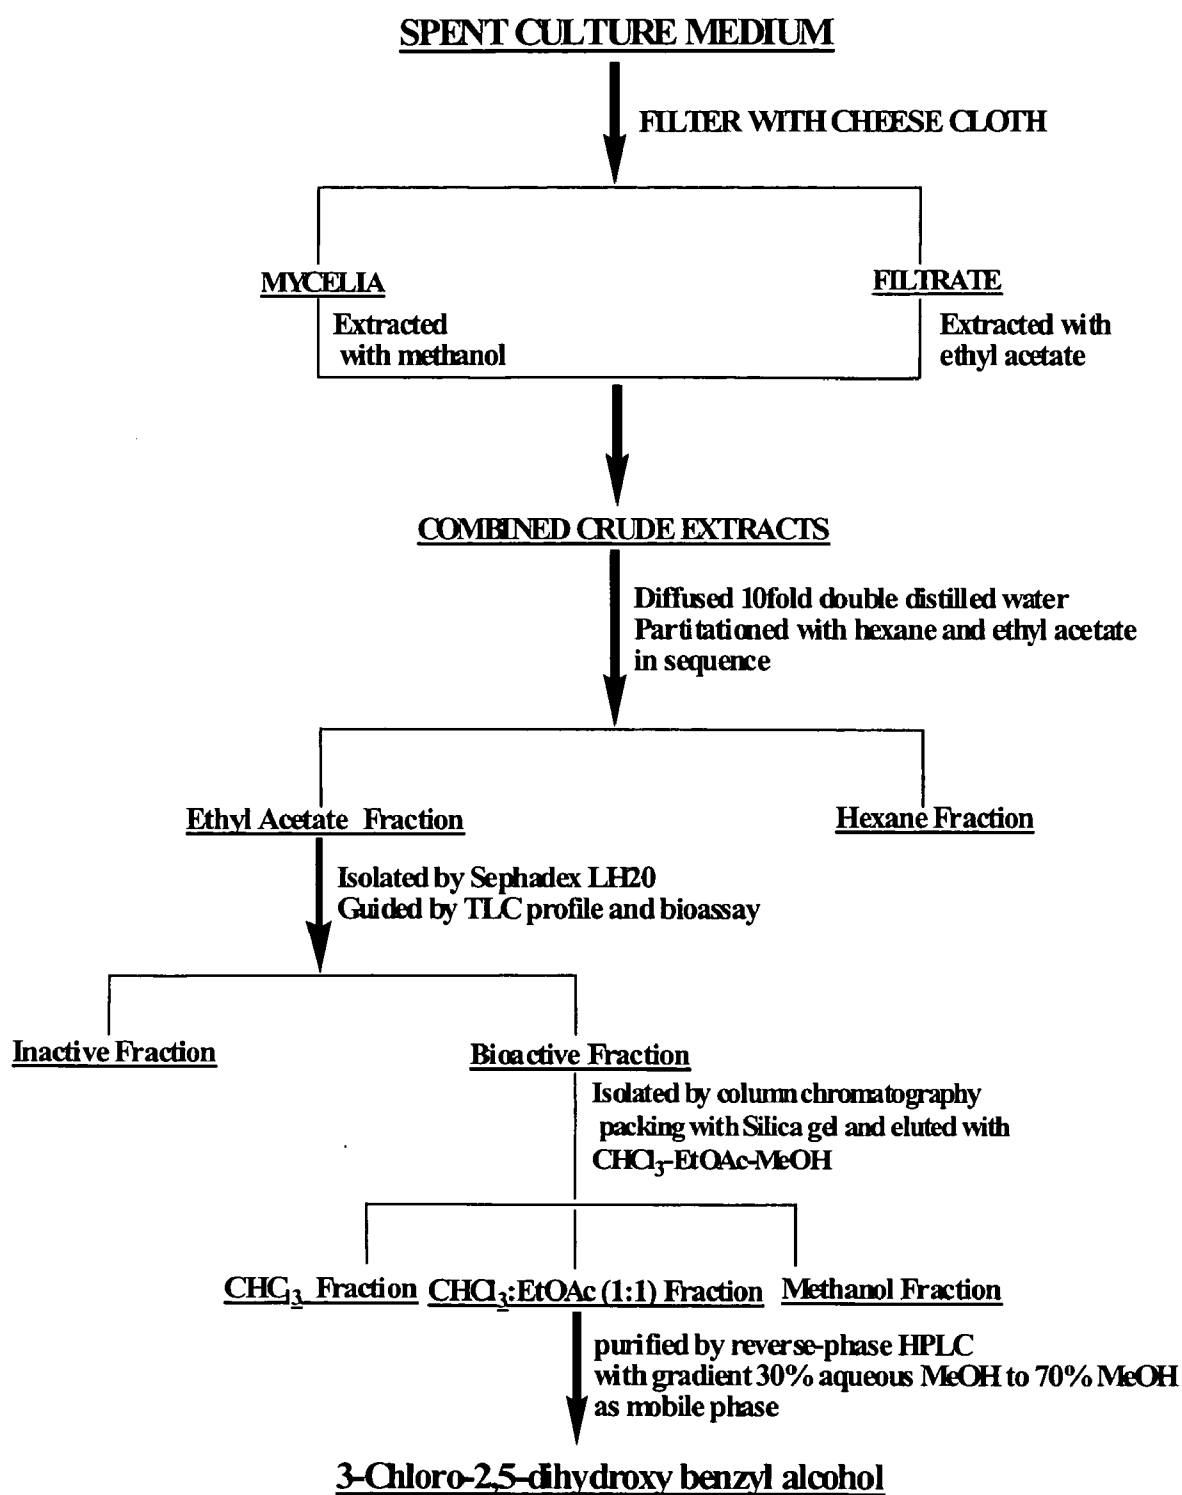 SPENT CULTURE MEDIUM
FILTER WITH CHEESE CLOTH
MYCELIA
FILTRATE
Extracted
with methanol
Extracted with
ethyl acetate
COMBINED CRUDE EXTRACTS
Diffused 10fold double distilled water
Partitationed with hexane and ethyl acetate
in sequence
Ethyl Acetate Fraction
Hexane Fraction
Isolated by Sephadex LH20
Guided by TLC profile and bioassay
Inactive Fraction
Bioactive Fraction
Isolated by column chromatography
packing with Silica gel and eluted with
CHCl3-EtOAc-MeOH
CHCl3 Fraction
CHCl3:EtOAc (1:1) Fraction
Methanol Fraction
purified by reverse-phase HPLC
with gradient 30% aqueous MeOH to 70% MeOH
as mobile phase
3-Chloro-2,5-dihydroxy benzyl alcohol